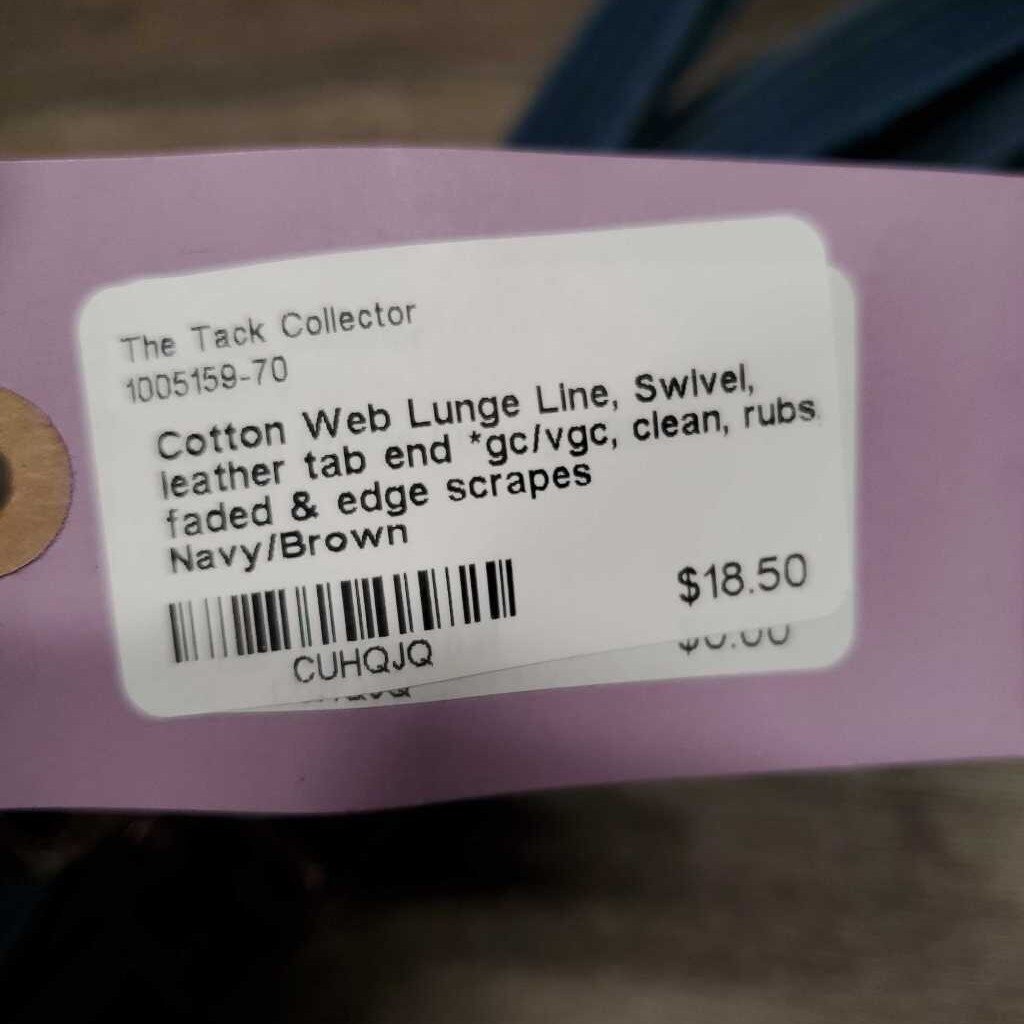 The Tack Collector
1005159-70
Cotton Web Lunge Line, Swivel,
leather tab end *gc/vgc, clean, rubs
faded & edge scrapes
Navy/Brown
$18.50
CUHQJQ